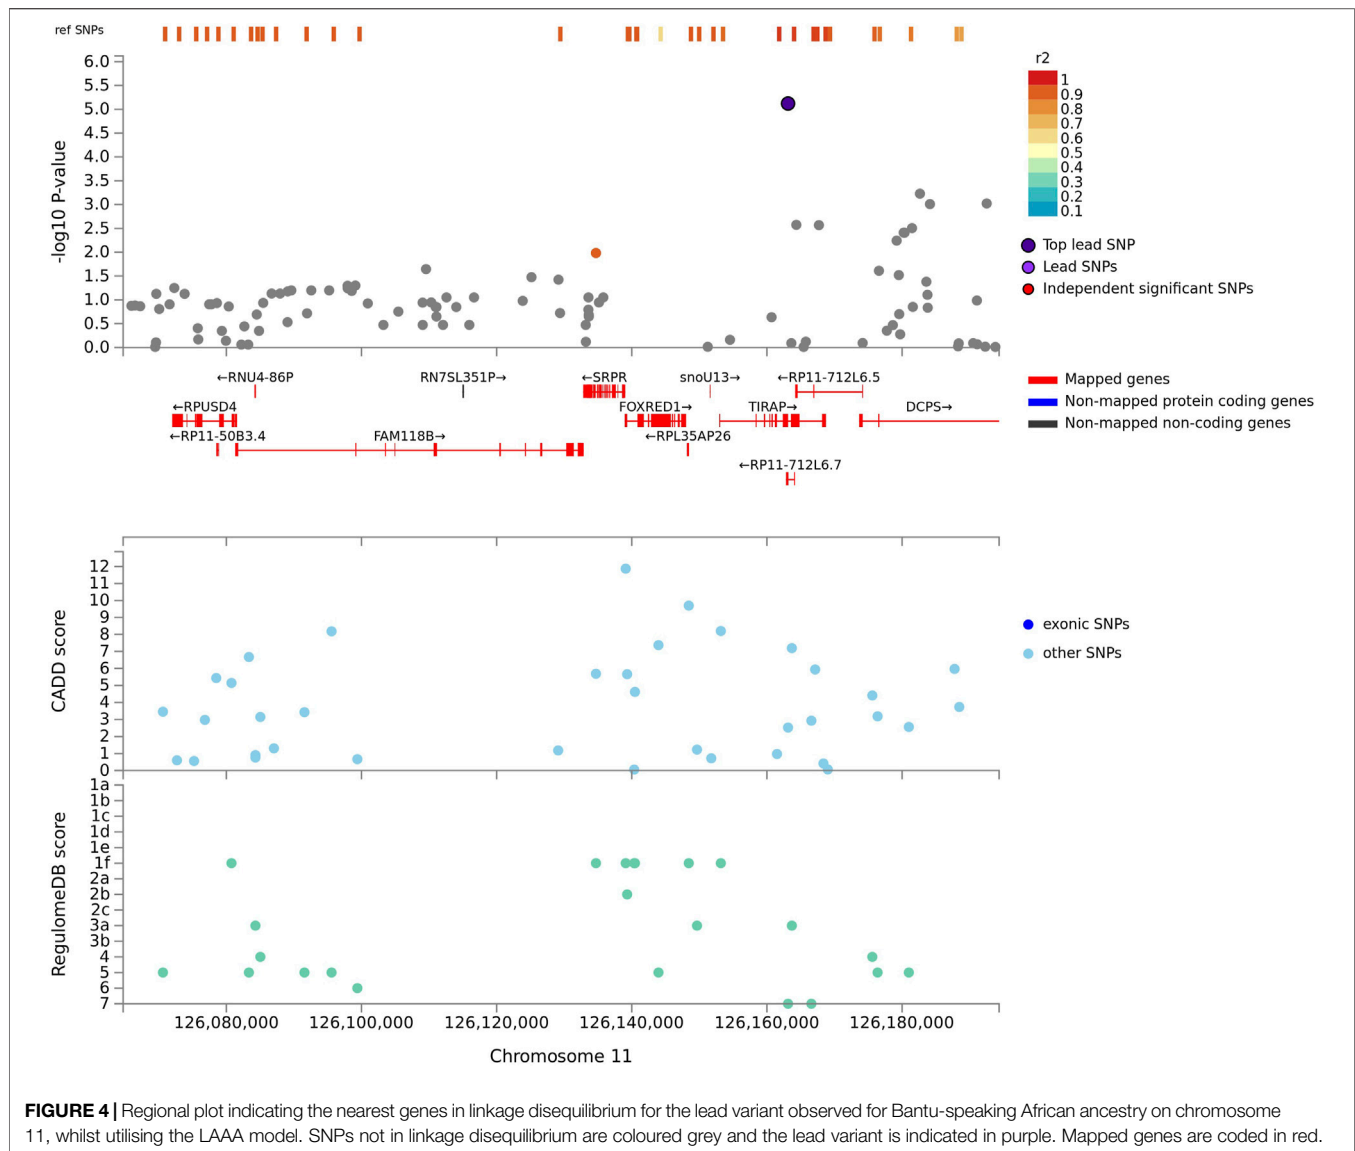 ref SNPs
r2
1
0.9
0.8
0.7
0.6
0.5
0.4
0.3
0.2
0.1
Top lead SNP
Lead SNPs
Independent significant SNPs
-log10 P-value
6.0
5.5
5.0
4.5
4.0
3.5
3.0
2.5
2.0
1.5
1.0
0.5
0.0
←RNU4-86P RN7SL351P→ ←SRPR snoU13→ ←RP11-712L6.5
←RPUSD4 FOXRED1→ TIRAP→ DCPS→
←RP11-50B3.4 FAM118B→ ←RPL35AP26
←RP11-712L6.7
Mapped genes
Non-mapped protein coding genes
Non-mapped non-coding genes
CADD score
12
11
10
9
8
7
6
5
4
3
2
1
0
exonic SNPs
other SNPs
RegulomeDB score
1a
1b
1c
1d
1e
1f
2a
2b
2c
3a
3b
4
5
6
7
126,080,000 126,100,000 126,120,000 126,140,000 126,160,000 126,180,000
Chromosome 11
FIGURE 4 | Regional plot indicating the nearest genes in linkage disequilibrium for the lead variant observed for Bantu-speaking African ancestry on chromosome
11, whilst utilising the LAAA model. SNPs not in linkage disequilibrium are coloured grey and the lead variant is indicated in purple. Mapped genes are coded in red.